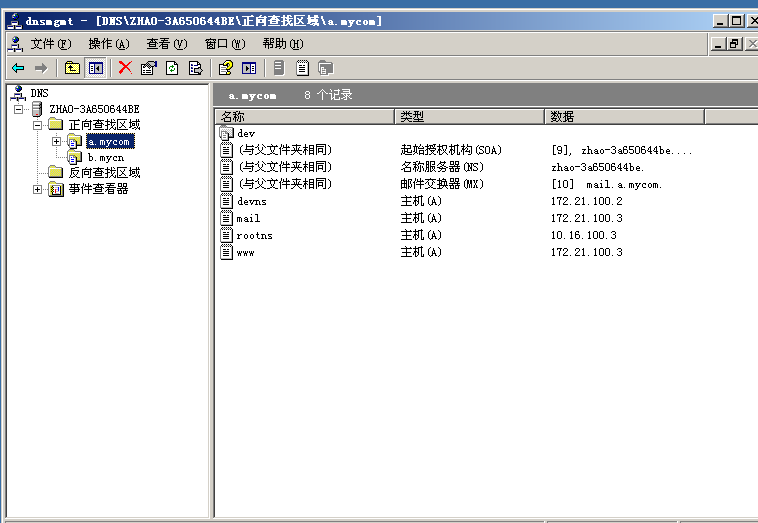 dnsmgmt - [DNS\ZHAO-3A650644BE\正向查找区域\a.mycom]
文件(F) 操作(A) 查看(V) 窗口(W) 帮助(H)
DNS
ZHAO-3A650644BE
正向查找区域
a.mycom
b.mycn
反向查找区域
事件查看器
a.mycom 8 个记录
名称 类型 数据
dev
(与父文件夹相同) 起始授权机构(SOA) [9], zhao-3a650644be....
(与父文件夹相同) 名称服务器(NS) zhao-3a650644be.
(与父文件夹相同) 邮件交换器(MX) [10] mail.a.mycom.
devns 主机(A) 172.21.100.2
mail 主机(A) 172.21.100.3
rootns 主机(A) 10.16.100.3
www 主机(A) 172.21.100.3